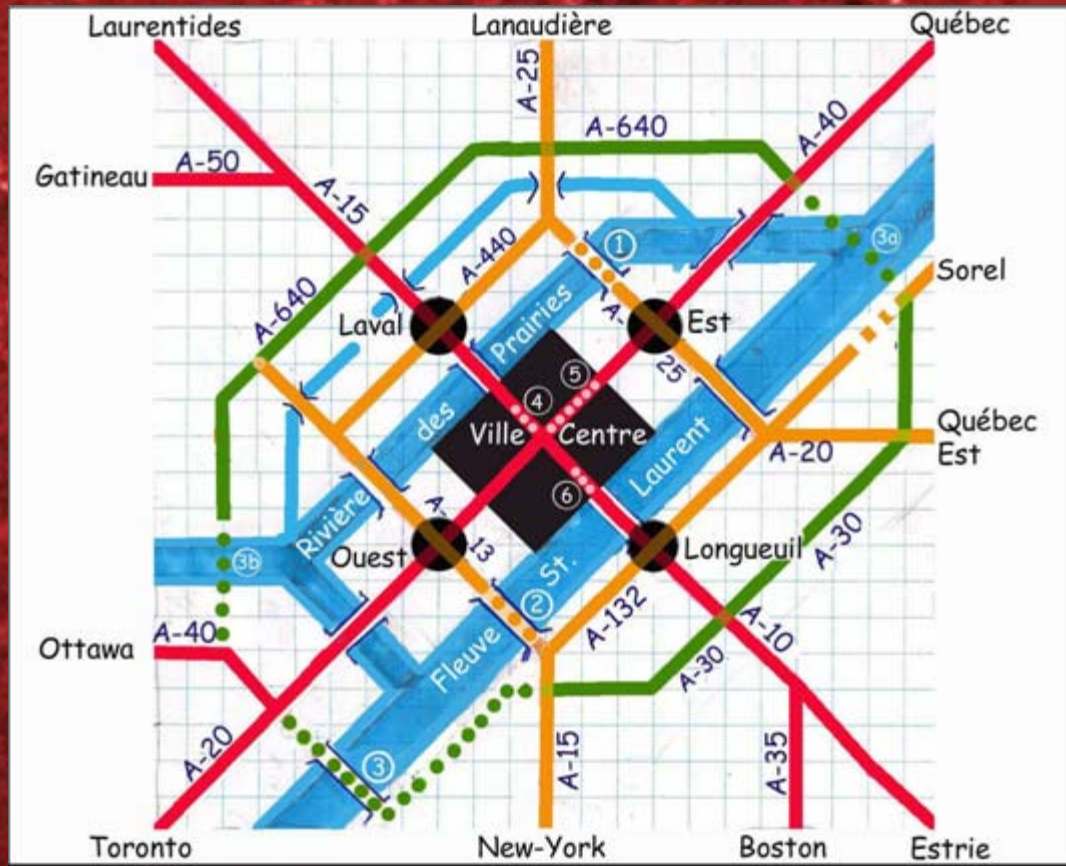 Laurentides
Lanaudière
Québec
A-25
A-640
A-40
Gatineau
A-50
A-15
A-440
1
3a
Sorel
A-640
Laval
Prairies
A-
Est
25
5
4
des
Ville
Centre
Laurent
Québec
Est
A-20
6
Rivière
A-
13
Ouest
3b
St.
Longueuil
A-30
2
A-132
A-10
Ottawa
A-40
Fleuve
A-30
A-20
3
A-15
A-35
Toronto
New-York
Boston
Estrie